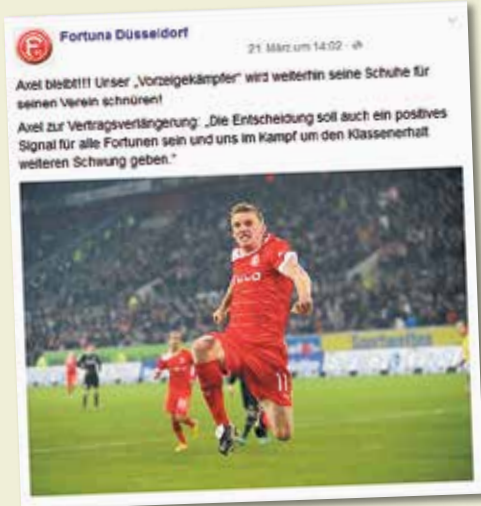 Fortuna Düsseldorf
21. März um 14:02
Axel bleibt!!!! Unser „Vorzeigekämpfer“ wird weiterhin seine Schuhe für
seinen Verein schnüren!
Axel zur Vertragsverlängerung: „Die Entscheidung soll auch ein positives
Signal für alle Fortunen sein und uns im Kampf um den Klassenerhalt
weiteren Schwung geben.“
11